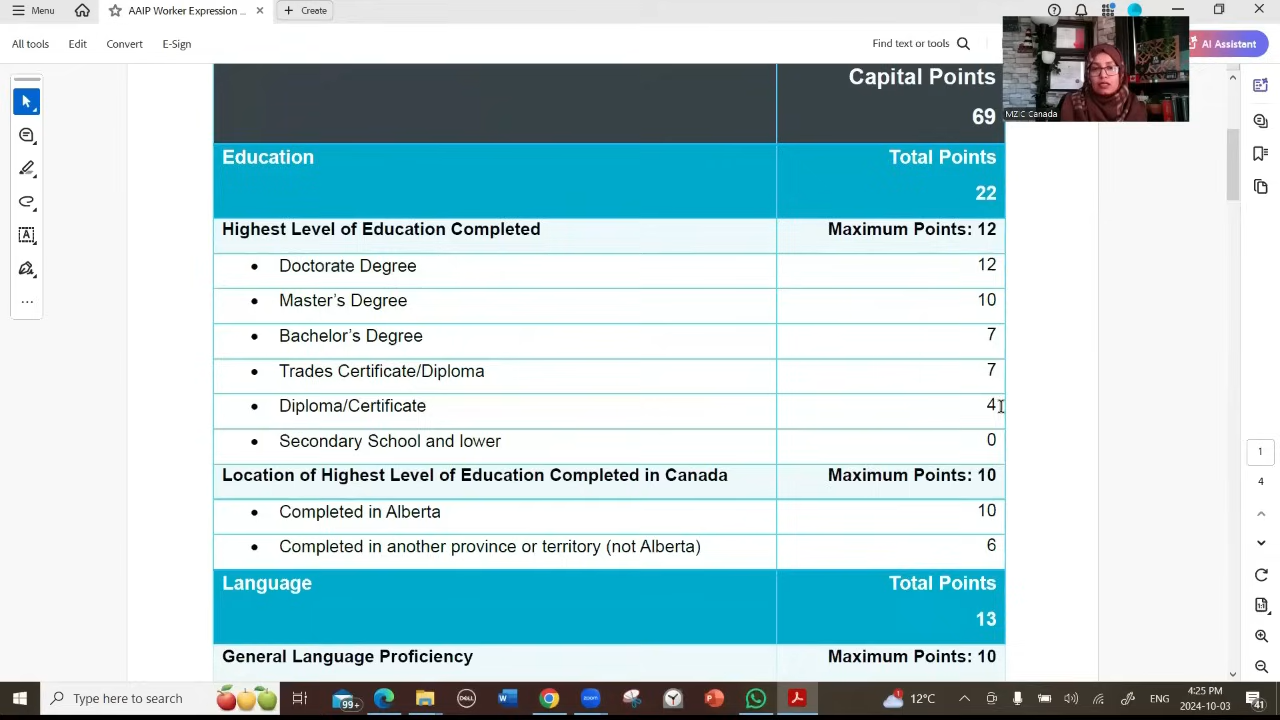 Menu
AAIP Worker Expression ...
Create
All tools
Edit
Convert
E-Sign
Find text or tools
AI Assistant
MZIC Canada
Capital Points
69
Education
Total Points
22
Highest Level of Education Completed
Maximum Points: 12
Doctorate Degree
12
Master's Degree
10
Bachelor's Degree
7
Trades Certificate/Diploma
7
Diploma/Certificate
4
Secondary School and lower
0
Location of Highest Level of Education Completed in Canada
Maximum Points: 10
Completed in Alberta
10
Completed in another province or territory (not Alberta)
6
Language
Total Points
13
General Language Proficiency
Maximum Points: 10
1
4
Type here to search
99+
DELL
zoom
12°C
ENG
4:25 PM
2024-10-03
41